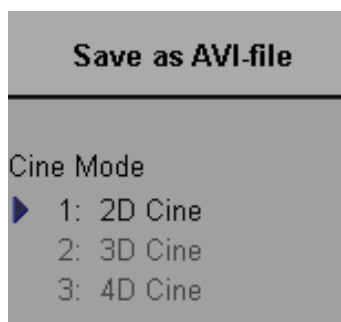 Save as AVI-file
Cine Mode
1: 2D Cine
2: 3D Cine
3: 4D Cine